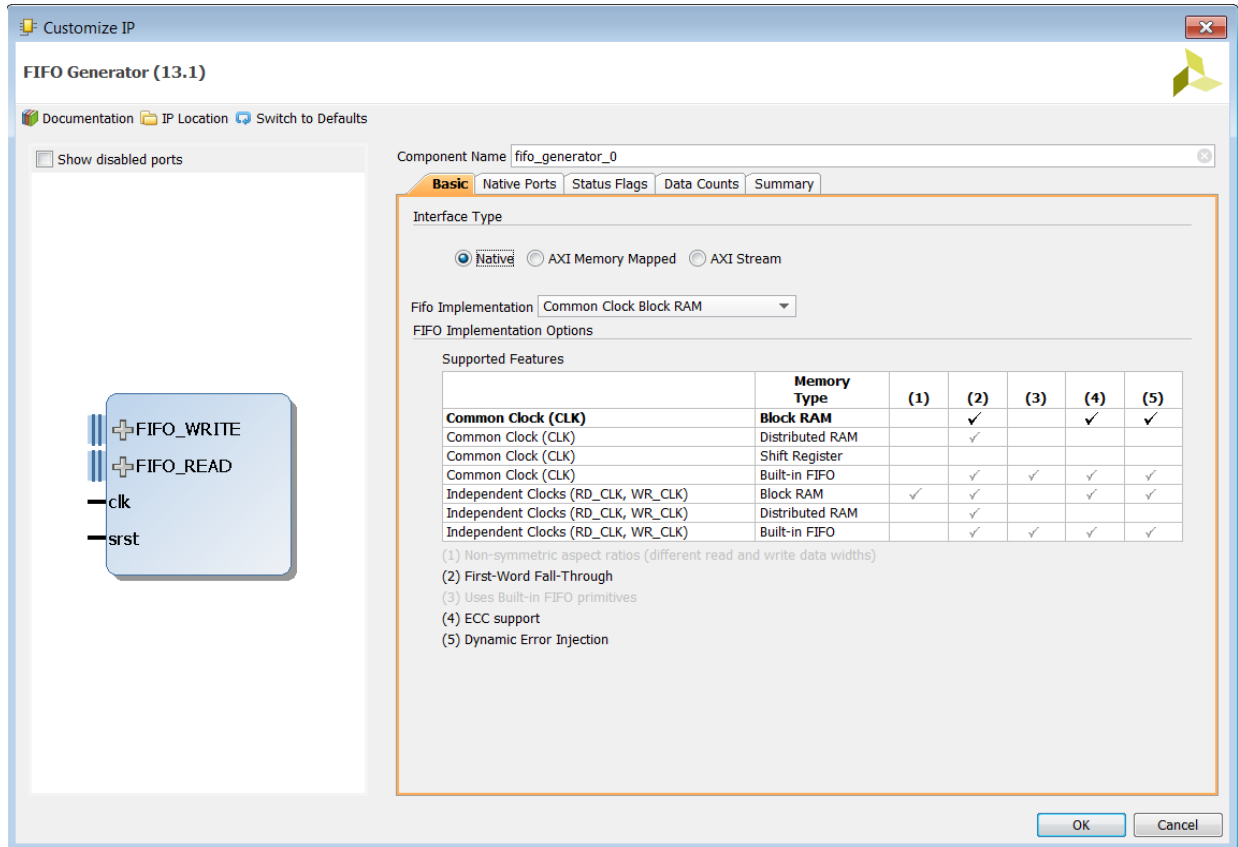 Customize IP
FIFO Generator (13.1)
Documentation IP Location Switch to Defaults
Show disabled ports
FIFO_WRITE
FIFO_READ
clk
srst
Component Name fifo_generator_0
Basic Native Ports Status Flags Data Counts Summary
Interface Type
Native AXI Memory Mapped AXI Stream
Fifo Implementation Common Clock Block RAM
FIFO Implementation Options
Supported Features
Memory
Type (1) (2) (3) (4) (5)
Common Clock (CLK) Block RAM ✓ ✓ ✓
Common Clock (CLK) Distributed RAM ✓
Common Clock (CLK) Shift Register
Common Clock (CLK) Built-in FIFO ✓ ✓ ✓ ✓
Independent Clocks (RD_CLK, WR_CLK) Block RAM ✓ ✓ ✓ ✓
Independent Clocks (RD_CLK, WR_CLK) Distributed RAM ✓
Independent Clocks (RD_CLK, WR_CLK) Built-in FIFO ✓ ✓ ✓ ✓
(1) Non-symmetric aspect ratios (different read and write data widths)
(2) First-Word Fall-Through
(3) Uses Built-in FIFO primitives
(4) ECC support
(5) Dynamic Error Injection
OK Cancel